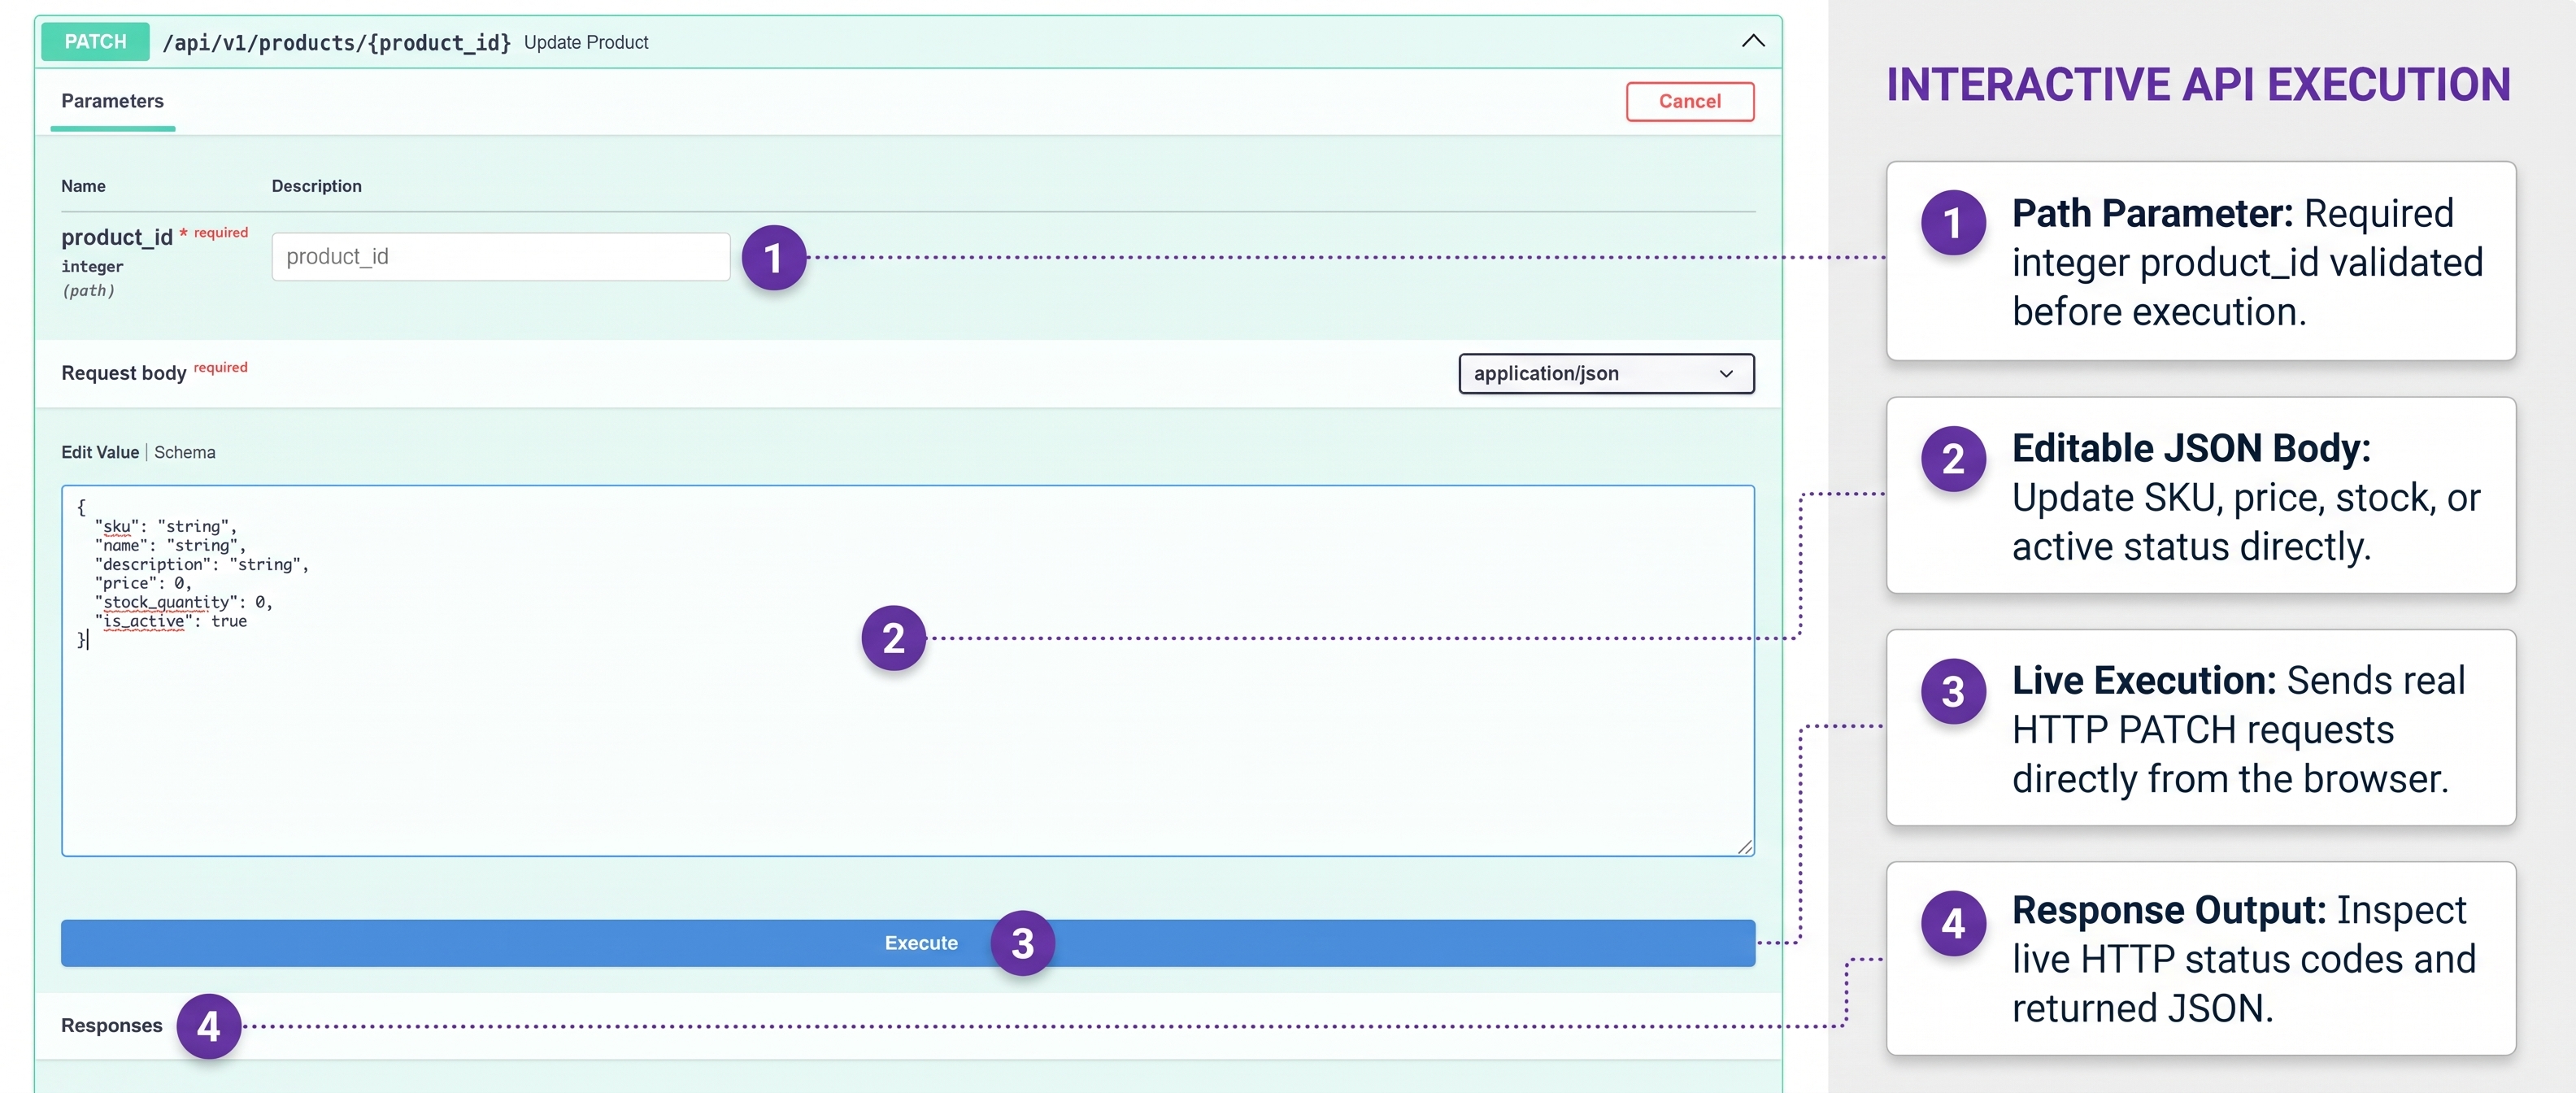 PATCH /api/v1/products/{product_id} Update Product
Parameters
Cancel
Name Description
product_id * required
integer
(path)
product_id
1
Request body required
application/json
Edit Value | Schema
{
"sku": "string",
"name": "string",
"description": "string",
"price": 0,
"stock_quantity": 0,
"is_active": true
}
2
Execute
3
Responses
4
INTERACTIVE API EXECUTION
1
Path Parameter: Required
integer product_id validated
before execution.
2
Editable JSON Body:
Update SKU, price, stock, or
active status directly.
3
Live Execution: Sends real
HTTP PATCH requests
directly from the browser.
4
Response Output: Inspect
live HTTP status codes and
returned JSON.